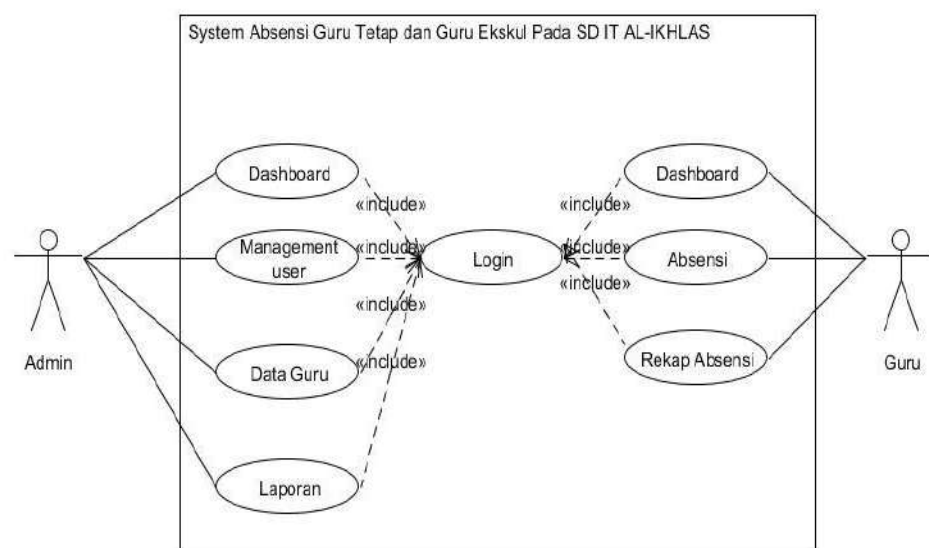 System Absensi Guru Tetap dan Guru Ekskul Pada SD IT AL-IKHLAS
Dashboard
Dashboard
«include»
«include»
Management
user
«include»
Login
«include»
Absensi
«include»
«include»
Admin
Data Guru
«include»
Rekap Absensi
Guru
Laporan